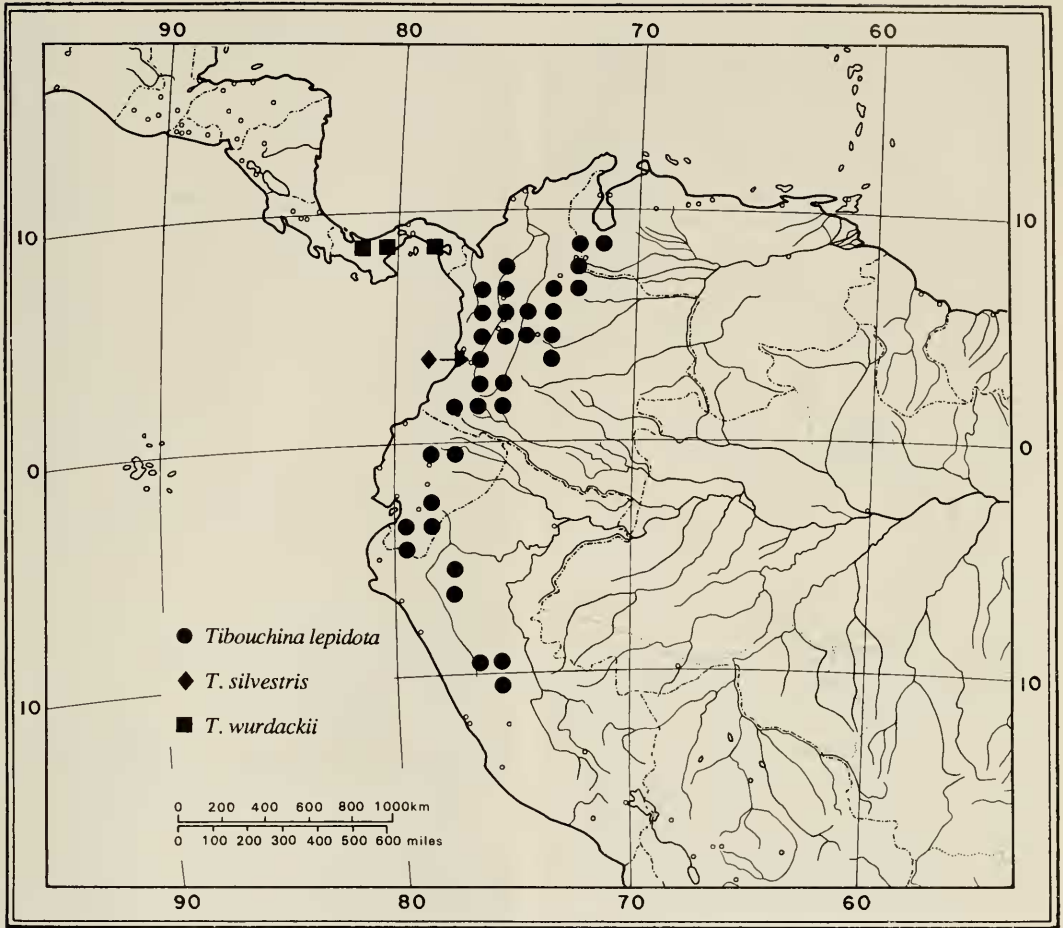 90 80 70 60
10 10
0 0
● Tibouchina lepidota
◆ T. silvestris
■ T. wurdackii
10 10
0 200 400 600 800 1000km
0 100 200 300 400 500 600 miles
90 80 70 60